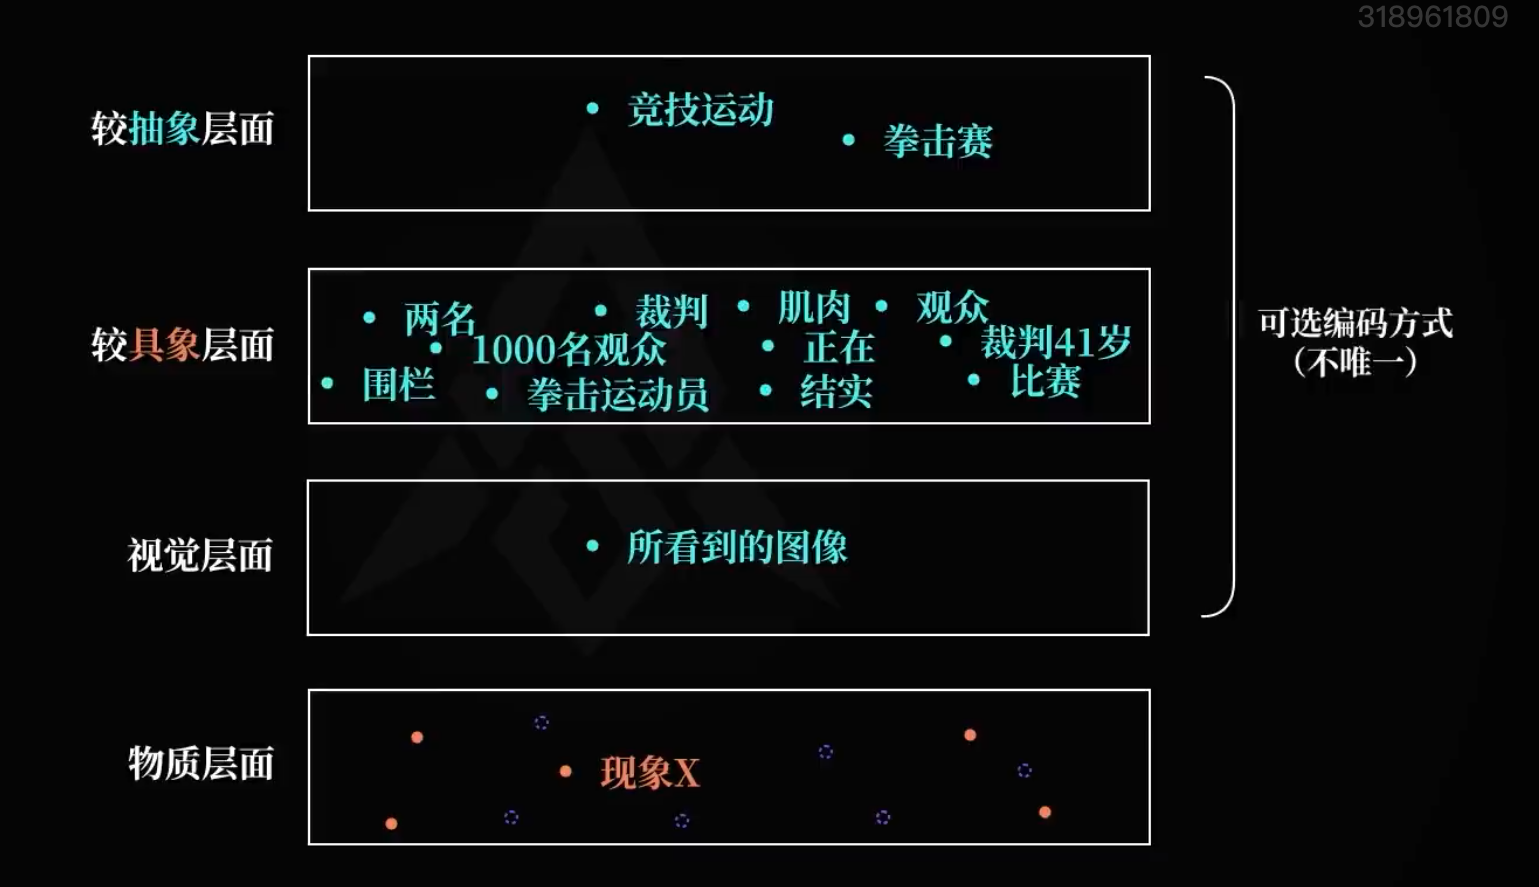 318961809
较抽象层面
竞技运动
拳击赛
较具象层面
两名
裁判
肌肉
观众
1000名观众
正在
裁判41岁
围栏
拳击运动员
结实
比赛
可选编码方式
（不唯一）
视觉层面
所看到的图像
物质层面
现象X